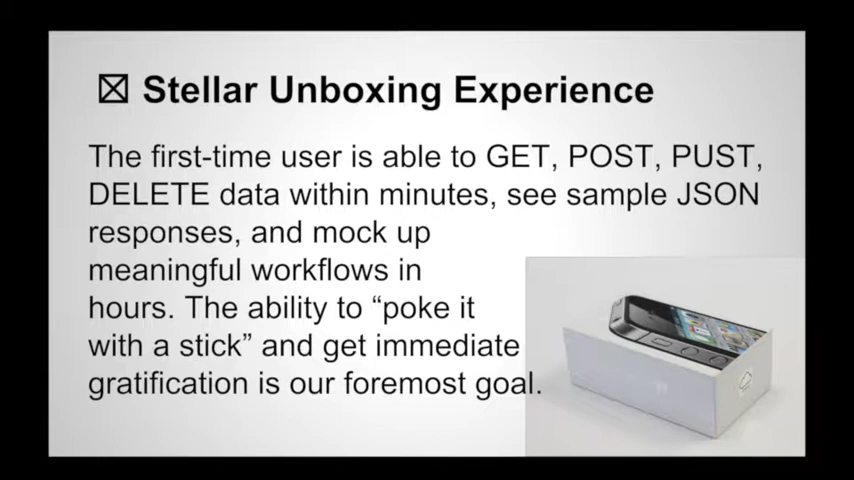 ☒ Stellar Unboxing Experience
The first-time user is able to GET, POST, PUST,
DELETE data within minutes, see sample JSON
responses, and mock up
meaningful workflows in
hours. The ability to “poke it
with a stick” and get immediate
gratification is our foremost goal.